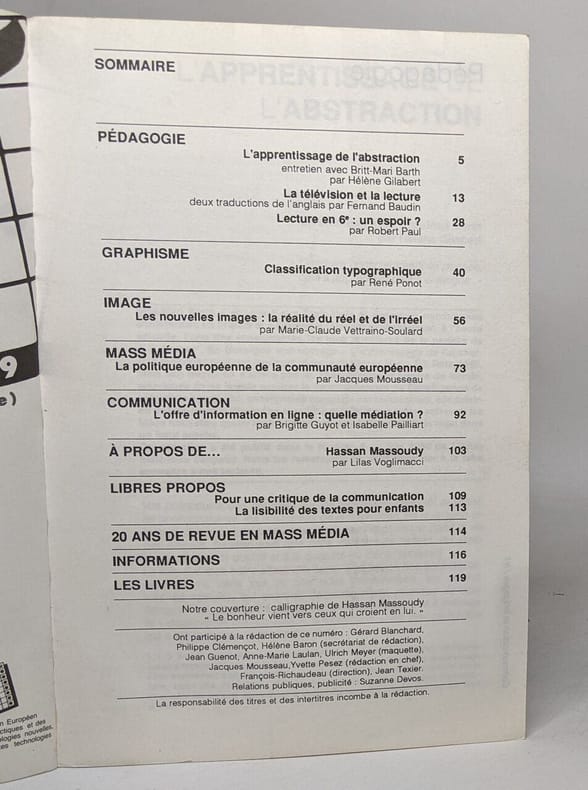 SOMMAIRE
PÉDAGOGIE
L'apprentissage de l'abstraction 5
entretien avec Britt-Mari Barth
par Hélène Gilabert
La télévision et la lecture 13
deux traductions de l'anglais par Fernand Baudin
Lecture en 6e : un espoir ? 28
par Robert Paul
GRAPHISME
Classification typographique 40
par René Ponot
IMAGE
Les nouvelles images : la réalité du réel et de l'irréel 56
par Marie-Claude Vettraino-Soulard
MASS MÉDIA
La politique européenne de la communauté européenne 73
par Jacques Mousseau
COMMUNICATION
L'offre d'information en ligne : quelle médiation ? 92
par Brigitte Guyot et Isabelle Pailliart
À PROPOS DE... Hassan Massoudy 103
par Lilas Voglimacci
LIBRES PROPOS
Pour une critique de la communication 109
La lisibilité des textes pour enfants 113
20 ANS DE REVUE EN MASS MÉDIA 114
INFORMATIONS 116
LES LIVRES 119
Notre couverture : calligraphie de Hassan Massoudy
« Le bonheur vient vers ceux qui croient en lui. »
Ont participé à la rédaction de ce numéro : Gérard Blanchard,
Philippe Clémençot, Hélène Baron (secrétariat de rédaction),
Jean Guenot, Anne-Marie Laulan, Ulrich Meyer (maquette),
Jacques Mousseau, Yvette Pesez (rédaction en chef),
François-Richaudeau (direction), Jean Texier.
Relations publiques, publicité : Suzanne Devos.
La responsabilité des titres et des intertitres incombe à la rédaction.
9
e)
n Européen
ctiques et des
ologies nouvelles,
es technologies